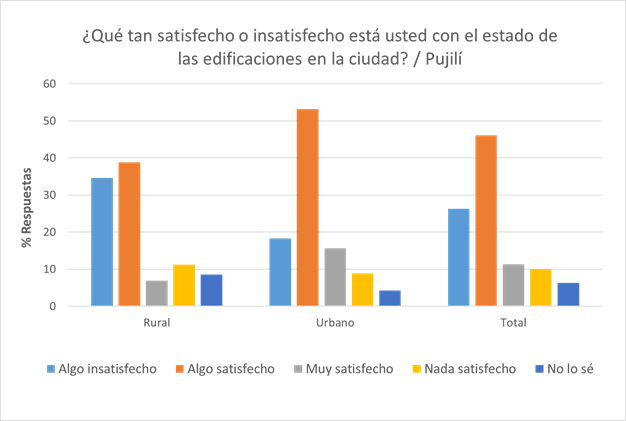 ¿Qué tan satisfecho o insatisfecho está usted con el estado de
las edificaciones en la ciudad? / Pujilí
60
50
40
30
20
10
0
% Respuestas
Rural Urbano Total
Algo insatisfecho Algo satisfecho Muy satisfecho Nada satisfecho No lo sé